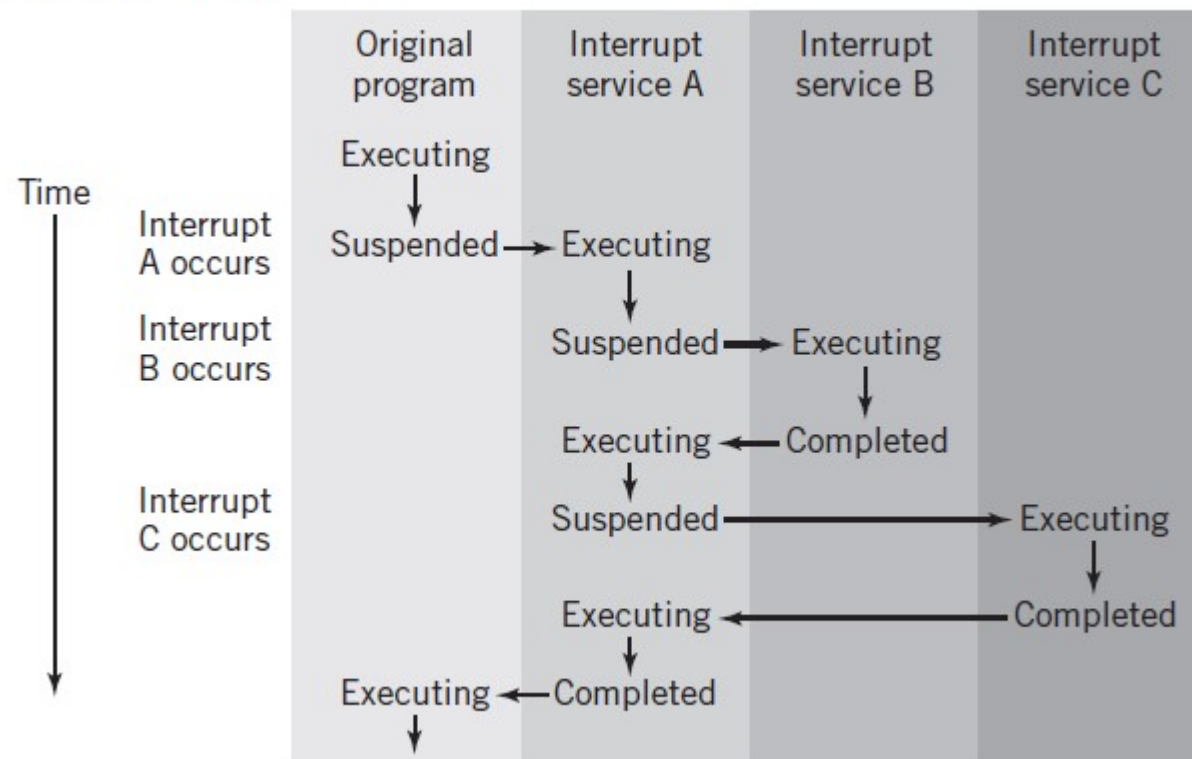 Original program
Interrupt service A
Interrupt service B
Interrupt service C
Executing
Time
Interrupt
A occurs
Suspended
Executing
Interrupt
B occurs
Suspended
Executing
Executing
Completed
Interrupt
C occurs
Suspended
Executing
Executing
Completed
Executing
Completed